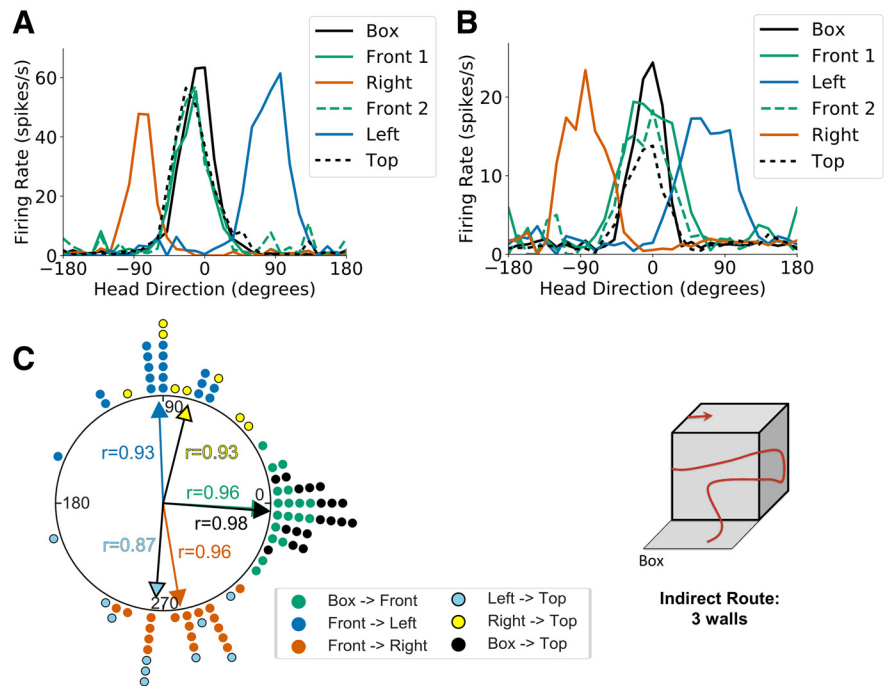 A
Firing Rate (spikes/s)
60
40
20
0
−180 -90 0 90 180
Head Direction (degrees)
Box
Front 1
Right
Front 2
Left
Top
B
Firing Rate (spikes/s)
20
10
0
−180 -90 0 90 180
Head Direction (degrees)
Box
Front 1
Left
Front 2
Right
Top
C
90
r=0.93 r=0.93
r=0.96
180 0
r=0.98
r=0.87 r=0.96
270
Box -> Front Left -> Top
Front -> Left Right -> Top
Front -> Right Box -> Top
Box
Indirect Route:
3 walls